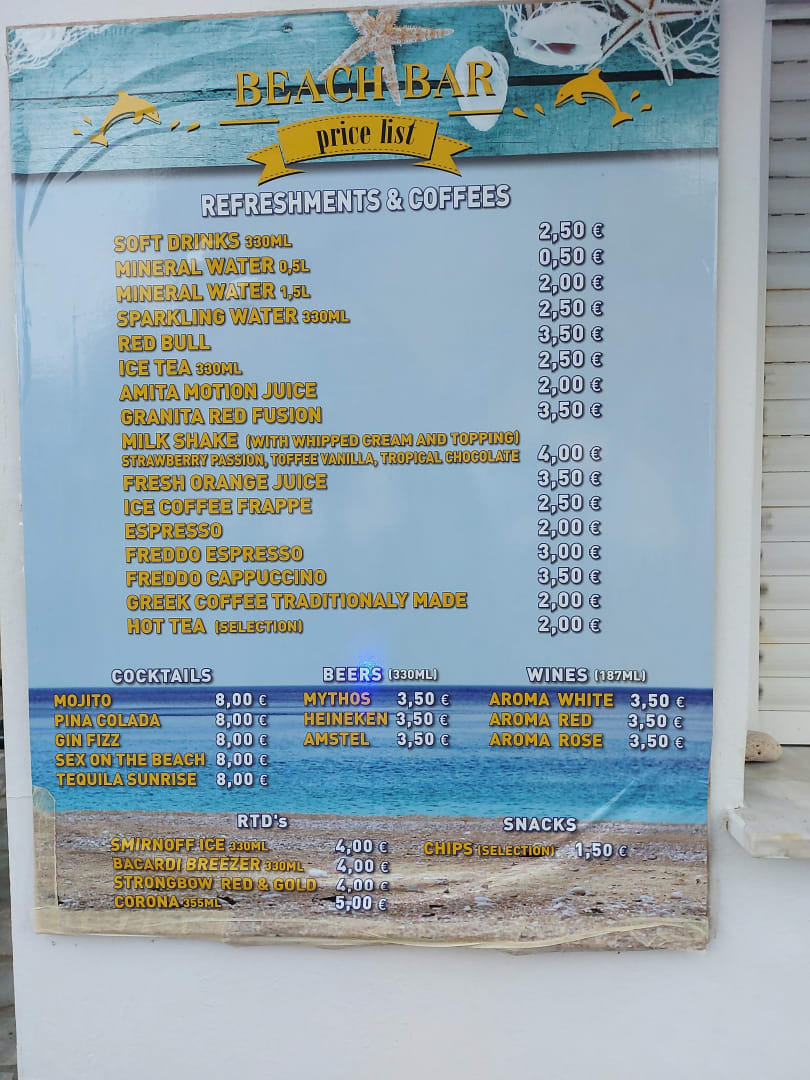 BEACH BAR
price list
REFRESHMENTS & COFFEES
SOFT DRINKS 330ML 2,50 €
MINERAL WATER 0,5L 0,50 €
MINERAL WATER 1,5L 2,00 €
SPARKLING WATER 330ML 2,50 €
RED BULL 3,50 €
ICE TEA 330ML 2,50 €
AMITA MOTION JUICE 2,00 €
GRANITA RED FUSION 3,50 €
MILK SHAKE (WITH WHIPPED CREAM AND TOPPING)
STRAWBERRY PASSION, TOFFEE VANILLA, TROPICAL CHOCOLATE 4,00 €
FRESH ORANGE JUICE 3,50 €
ICE COFFEE FRAPPE 2,50 €
ESPRESSO 2,00 €
FREDDO ESPRESSO 3,00 €
FREDDO CAPPUCCINO 3,50 €
GREEK COFFEE TRADITIONALY MADE 2,00 €
HOT TEA (SELECTION) 2,00 €
COCKTAILS
MOJITO 8,00 €
PINA COLADA 8,00 €
GIN FIZZ 8,00 €
SEX ON THE BEACH 8,00 €
TEQUILA SUNRISE 8,00 €
BEERS (330ML)
MYTHOS 3,50 €
HEINEKEN 3,50 €
AMSTEL 3,50 €
WINES (187ML)
AROMA WHITE 3,50 €
AROMA RED 3,50 €
AROMA ROSE 3,50 €
RTD's
SMIRNOFF ICE 330ML 4,00 €
BACARDI BREEZER 330ML 4,00 €
STRONGBOW RED & GOLD 4,00 €
CORONA 355ML 5,00 €
SNACKS
CHIPS (SELECTION) 1,50 €